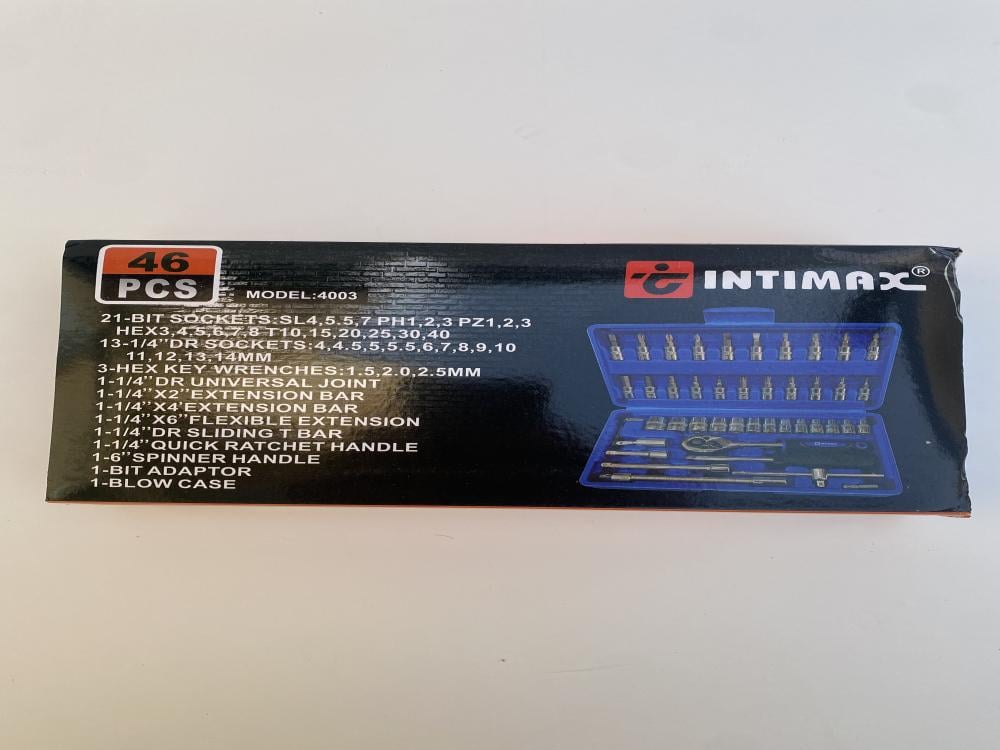 46
PCS
MODEL:4003
INTIMAX®
21-BIT SOCKETS:SL4,5.5,7 PH1,2,3 PZ1,2,3
HEX3,4,5,6,7,8 T10,15,20,25,30,40
13-1/4"DR SOCKETS:4,4.5,5,5.5,6,7,8,9,10
11,12,13,14MM
3-HEX KEY WRENCHES:1.5,2.0,2.5MM
1-1/4"DR UNIVERSAL JOINT
1-1/4"X2"EXTENSION BAR
1-1/4"X4'EXTENSION BAR
1-1/4"X6"FLEXIBLE EXTENSION
1-1/4"DR SLIDING T BAR
1-1/4"QUICK RATCHET HANDLE
1-6"SPINNER HANDLE
1-BIT ADAPTOR
1-BLOW CASE